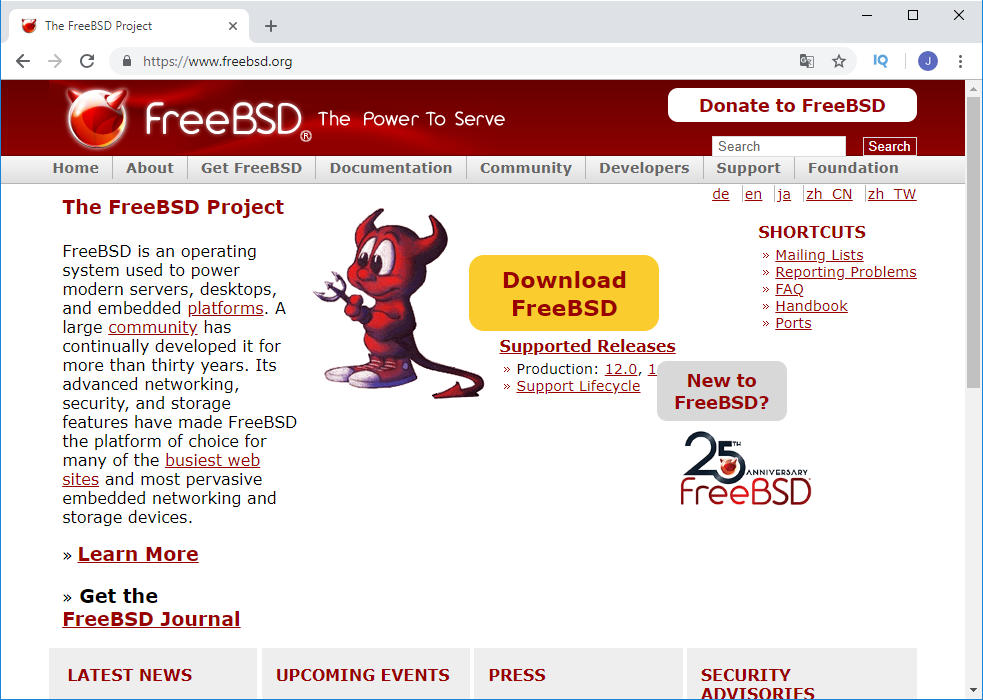 The FreeBSD Project
https://www.freebsd.org
IQ
J
FreeBSD® The Power To Serve
Donate to FreeBSD
Search
Search
Home About Get FreeBSD Documentation Community Developers Support Foundation
de en ja zh_CN zh_TW
The FreeBSD Project
FreeBSD is an operating
system used to power
modern servers, desktops,
and embedded platforms. A
large community has
continually developed it for
more than thirty years. Its
advanced networking,
security, and storage
features have made FreeBSD
the platform of choice for
many of the busiest web
sites and most pervasive
embedded networking and
storage devices.
» Learn More
» Get the
FreeBSD Journal
Download
FreeBSD
Supported Releases
» Production: 12.0, 1
» Support Lifecycle
New to
FreeBSD?
25TH
ANNIVERSARY
FreeBSD
SHORTCUTS
» Mailing Lists
» Reporting Problems
» FAQ
» Handbook
» Ports
LATEST NEWS
UPCOMING EVENTS
PRESS
SECURITY
ADVISORIES